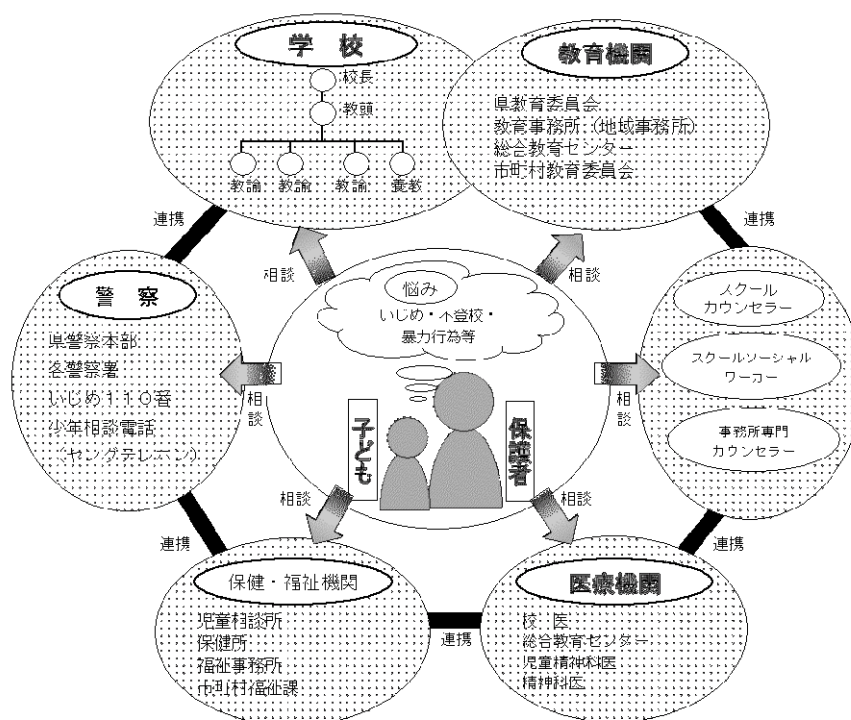 学　校
校長
教頭
教諭
教諭
教諭
養教
教育機関
県教育委員会
教育事務所（地域事務所）
総合教育センター
市町村教育委員会
連携
連携
相談
相談
悩み
いじめ・不登校・
暴力行為等
スクール
カウンセラー
スクールソーシャル
ワーカー
事務所専門
カウンセラー
警　察
県警察本部
各警察署
いじめ１１０番
少年相談電話
（ヤングテレホン）
相談
相談
子ども
保護者
相談
相談
連携
連携
保健・福祉機関
児童相談所
保健所
福祉事務所
市町村福祉課
連携
医療機関
校　医
総合教育センター
児童精神科医
精神科医